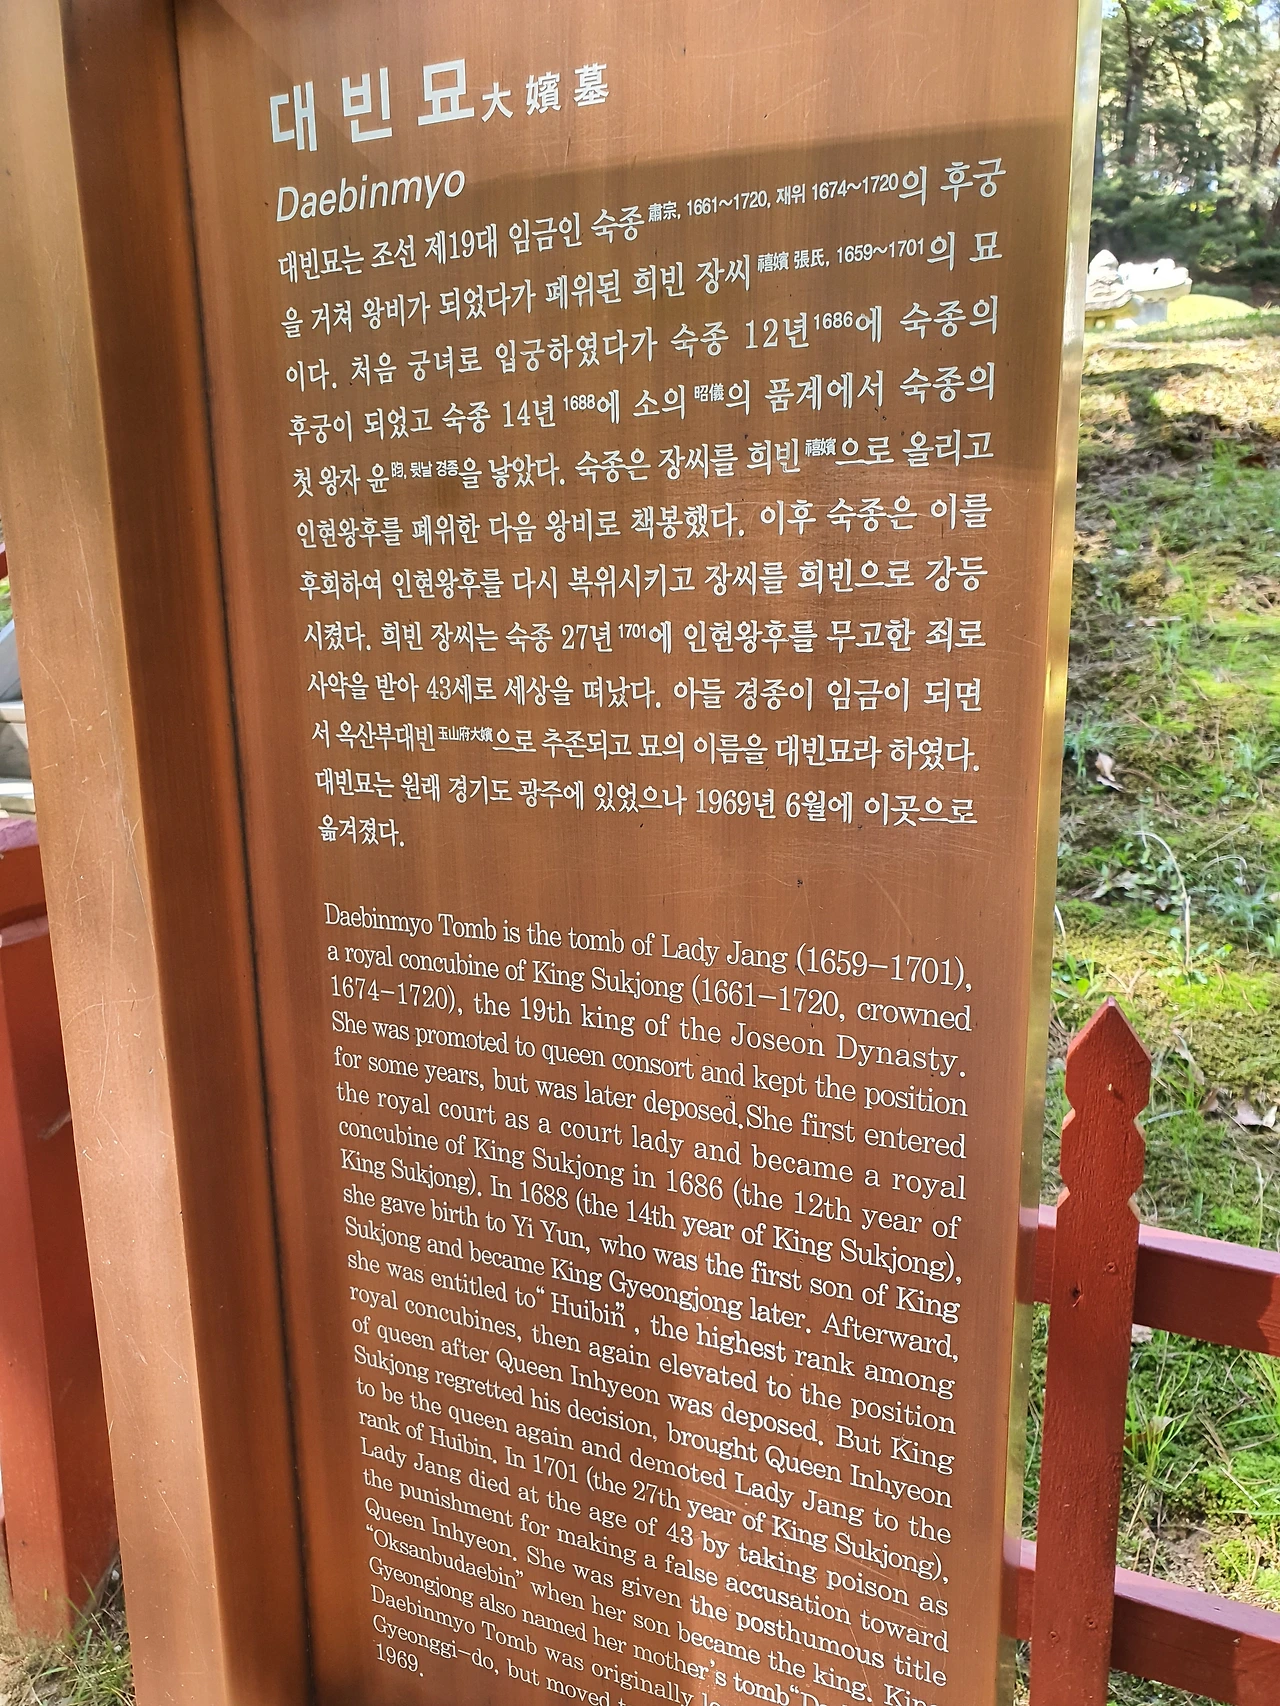 대빈묘 大嬪墓
Daebinmyo
대빈묘는 조선 제19대 임금인 숙종肅宗, 1661~1720, 재위 1674~1720의 후궁
을 거쳐 왕비가 되었다가 폐위된 희빈 장씨禧嬪 張氏, 1659~1701의 묘
이다. 처음 궁녀로 입궁하였다가 숙종 12년1686에 숙종의
후궁이 되었고 숙종 14년1688에 소의昭儀의 품계에서 숙종의
첫 왕자 윤昀, 훗날 경종을 낳았다. 숙종은 장씨를 희빈禧嬪으로 올리고
인현왕후를 폐위한 다음 왕비로 책봉했다. 이후 숙종은 이를
후회하여 인현왕후를 다시 복위시키고 장씨를 희빈으로 강등
시켰다. 희빈 장씨는 숙종 27년1701에 인현왕후를 무고한 죄로
사약을 받아 43세로 세상을 떠났다. 아들 경종이 임금이 되면
서 옥산부대빈玉山府大嬪으로 추존되고 묘의 이름을 대빈묘라 하였다.
대빈묘는 원래 경기도 광주에 있었으나 1969년 6월에 이곳으로
옮겨졌다.
Daebinmyo Tomb is the tomb of Lady Jang (1659-1701),
a royal concubine of King Sukjong (1661-1720, crowned
1674-1720), the 19th king of the Joseon Dynasty.
She was promoted to queen consort and kept the position
for some years, but was later deposed.She first entered
the royal court as a court lady and became a royal
concubine of King Sukjong in 1686 (the 12th year of
King Sukjong). In 1688 (the 14th year of King Sukjong),
she gave birth to Yi Yun, who was the first son of King
Sukjong and became King Gyeongjong later. Afterward,
she was entitled to“ Huibin”, the highest rank among
royal concubines, then again elevated to the position
of queen after Queen Inhyeon was deposed. But King
Sukjong regretted his decision, brought Queen Inhyeon
to be the queen again and demoted Lady Jang to the
rank of Huibin. In 1701 (the 27th year of King Sukjong),
Lady Jang died at the age of 43 by taking poison as
the punishment for making a false accusation toward
Queen Inhyeon. She was given the posthumous title
“Oksanbudaebin” when her son became the king.
Gyeongjong also named her mother's tomb
Daebinmyo Tomb was originally
Gyeonggi-do, but moved
1969.